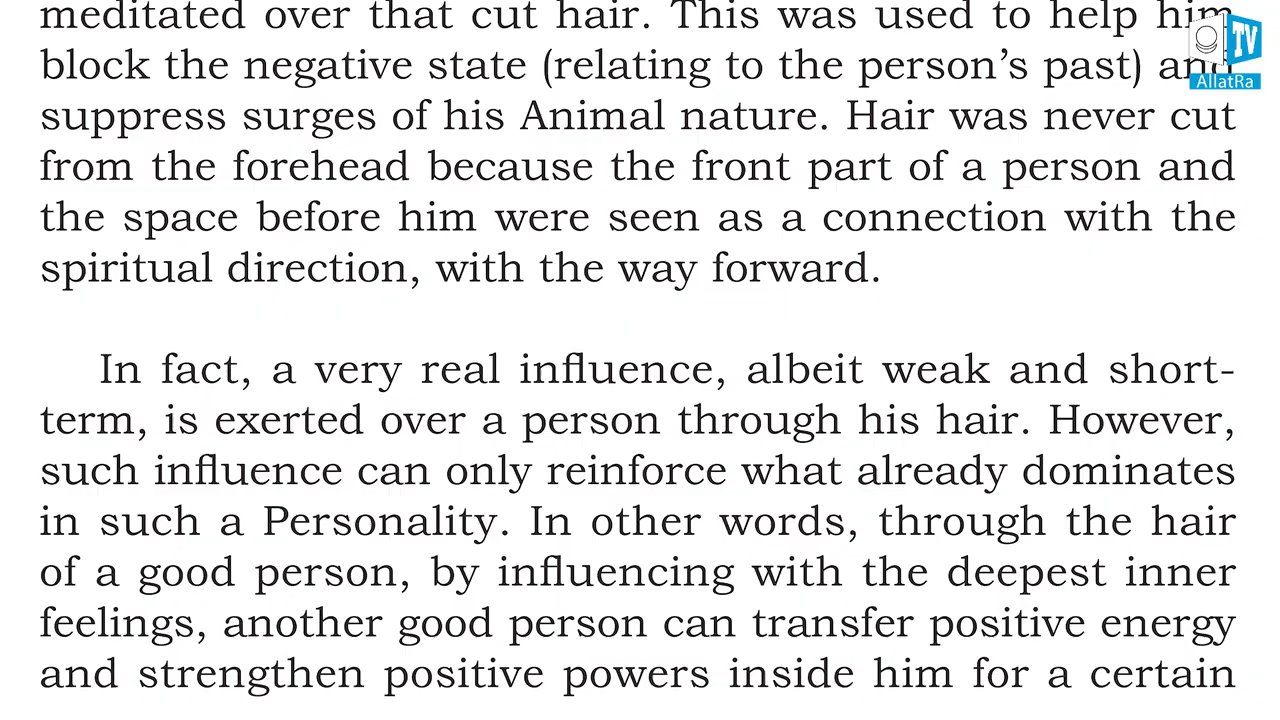 meditated over that cut hair. This was used to help him
block the negative state (relating to the person's past) and
suppress surges of his Animal nature. Hair was never cut
from the forehead because the front part of a person and
the space before him were seen as a connection with the
spiritual direction, with the way forward.
In fact, a very real influence, albeit weak and short-
term, is exerted over a person through his hair. However,
such influence can only reinforce what already dominates
in such a Personality. In other words, through the hair
of a good person, by influencing with the deepest inner
feelings, another good person can transfer positive energy
and strengthen positive powers inside him for a certain
TV
AllatRa